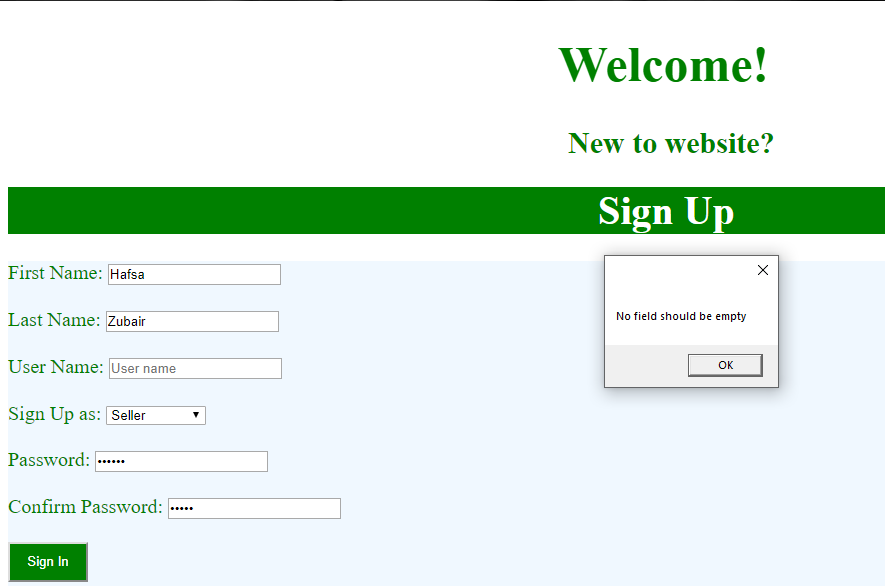 Welcome!
New to website?
Sign Up
First Name: Hafsa
No field should be empty
OK
Last Name: Zubair
User Name: User name
Sign Up as: Seller
Password: ••••••
Confirm Password: •••••
Sign In